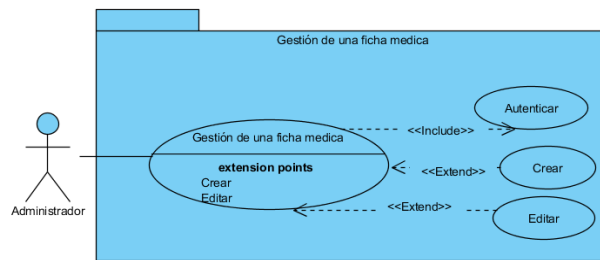 Gestión de una ficha medica
Autenticar
Gestión de una ficha medica
<<Include>>
extension points
Crear
Editar
<<Extend>>
Crear
<<Extend>>
Editar
Administrador